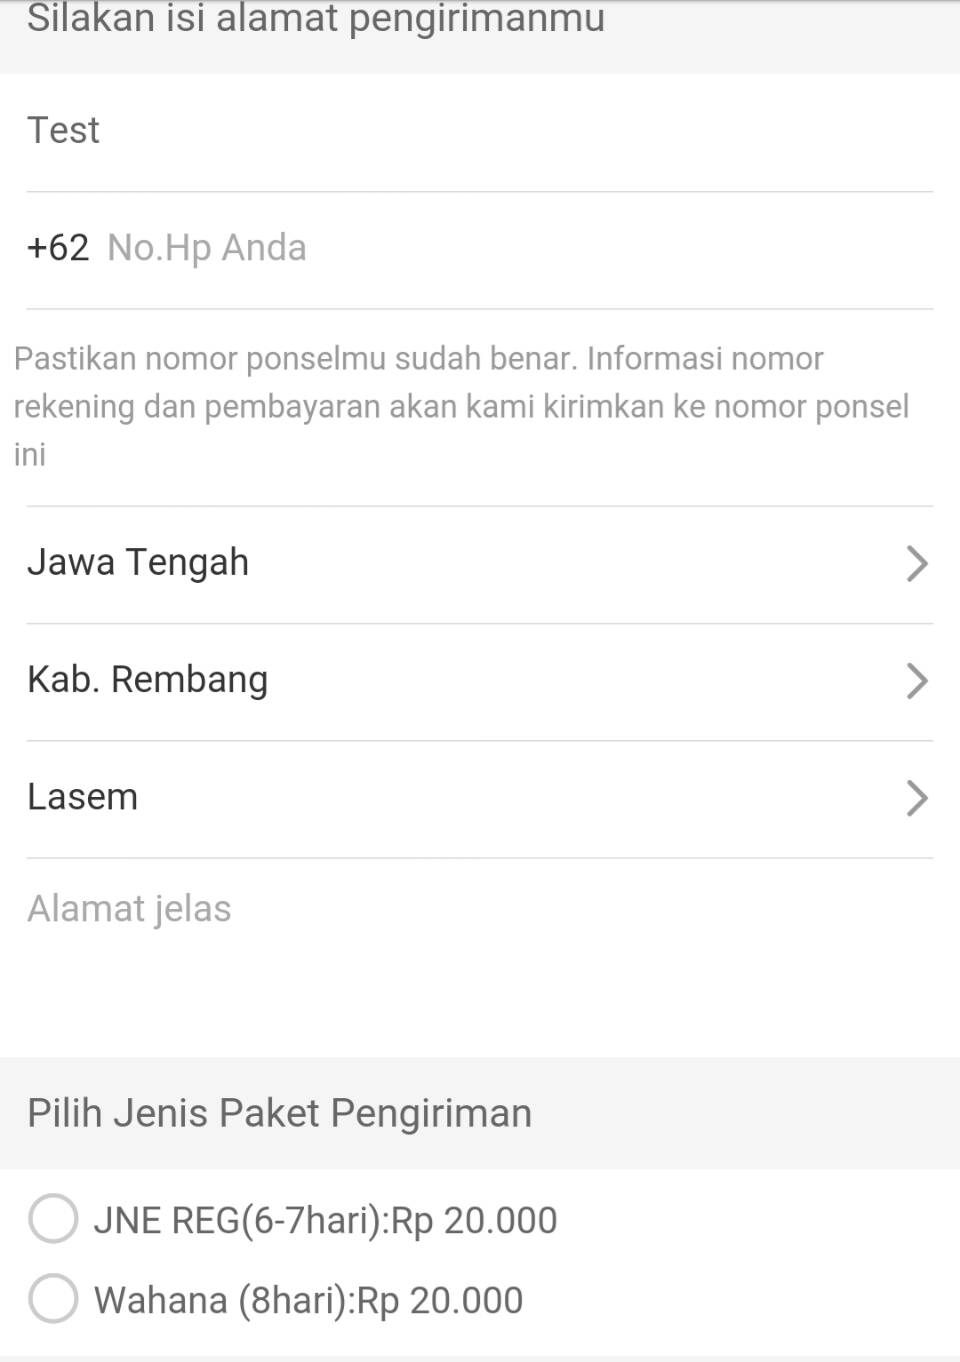 Silakan isi alamat pengirimanmu
Test
+62 No.Hp Anda
Pastikan nomor ponselmu sudah benar. Informasi nomor
rekening dan pembayaran akan kami kirimkan ke nomor ponsel
ini
Jawa Tengah
Kab. Rembang
Lasem
Alamat jelas
Pilih Jenis Paket Pengiriman
JNE REG(6-7hari):Rp 20.000
Wahana (8hari):Rp 20.000